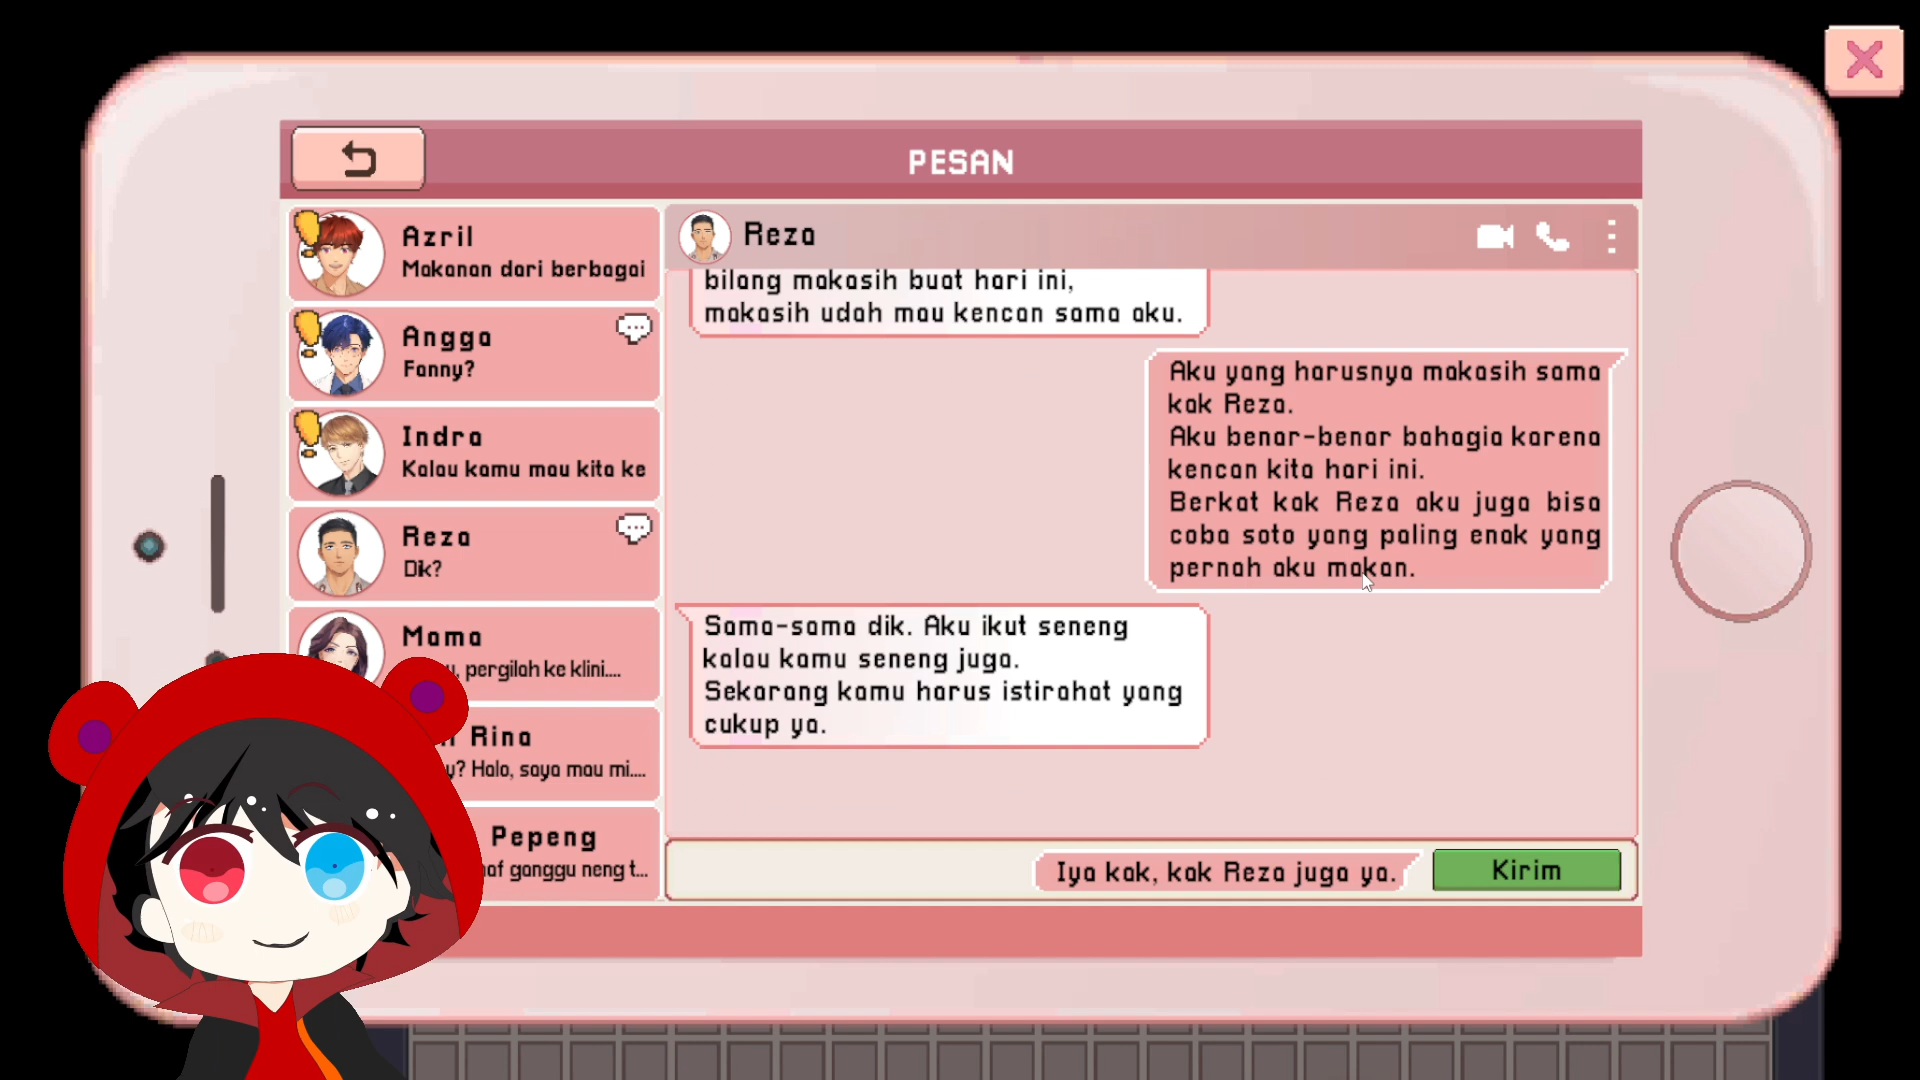 PESAN
Azril
Makanan dari berbagai
Angga
Fanny?
Indra
Kalau kamu mau kita ke
Reza
Dik?
Mama
pergilah ke klini....
Rina
Halo, saya mau mi....
Pepeng
ganggu neng t...
Reza
bilang makasih buat hari ini,
makasih udah mau kencan sama aku.
Aku yang harusnya makasih sama
kak Reza.
Aku benar-benar bahagia karena
kencan kita hari ini.
Berkat kak Reza aku juga bisa
coba soto yang paling enak yang
pernah aku makan.
Sama-sama dik. Aku ikut seneng
kalau kamu seneng juga.
Sekarang kamu harus istirahat yang
cukup ya.
Iya kak, kak Reza juga ya.
Kirim